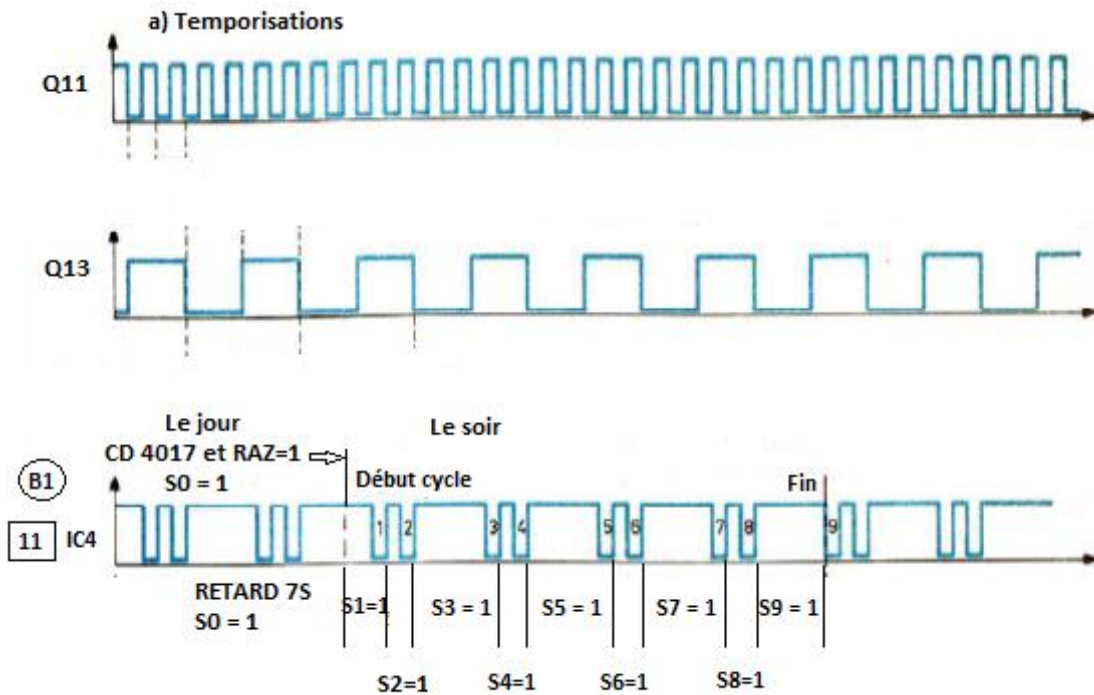 a) Temporisations
Q11
Q13
Le jour
Le soir
CD 4017 et RAZ=1
B1
S0 = 1
Début cycle
Fin
11 IC4
1 2 3 4 5 6 7 8 9
RETARD 7S
S0 = 1
S1=1 S3 = 1 S5 = 1 S7 = 1 S9 = 1
S2=1 S4=1 S6=1 S8=1